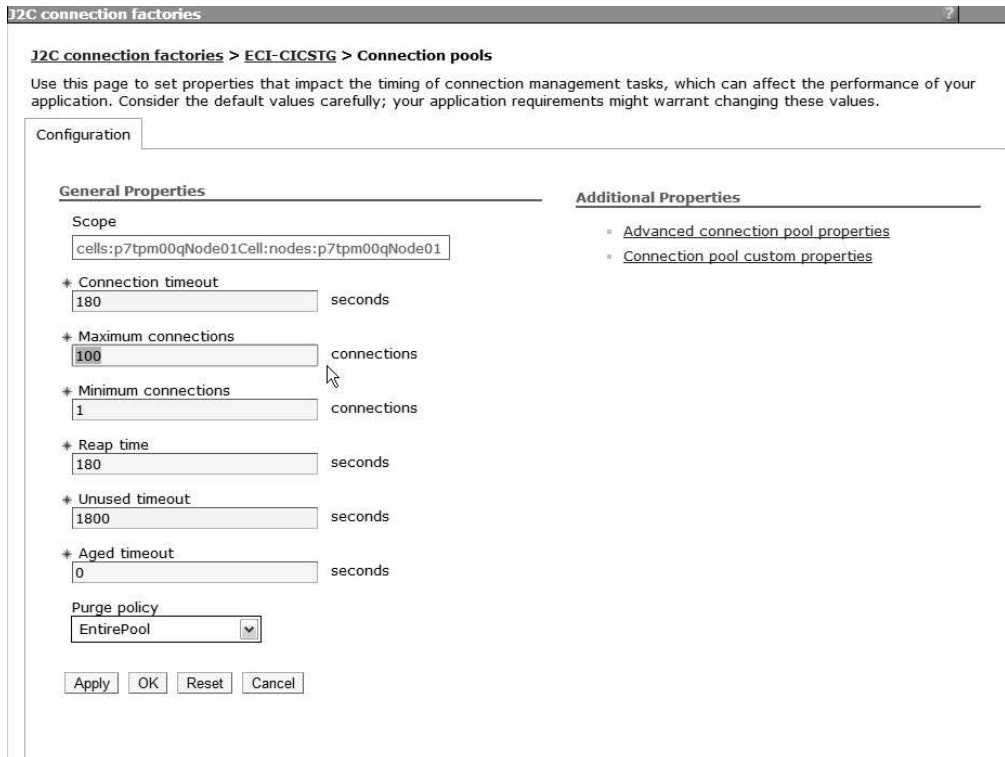 J2C connection factories ?
J2C connection factories > ECI-CICSTG > Connection pools
Use this page to set properties that impact the timing of connection management tasks, which can affect the performance of your
application. Consider the default values carefully; your application requirements might warrant changing these values.
Configuration
General Properties
Scope
cells:p7tpm00qNode01Cell:nodes:p7tpm00qNode01
Connection timeout
180 seconds
Maximum connections
100 connections
Minimum connections
1 connections
Reap time
180 seconds
Unused timeout
1800 seconds
Aged timeout
0 seconds
Purge policy
EntirePool
Apply OK Reset Cancel
Additional Properties
Advanced connection pool properties
Connection pool custom properties